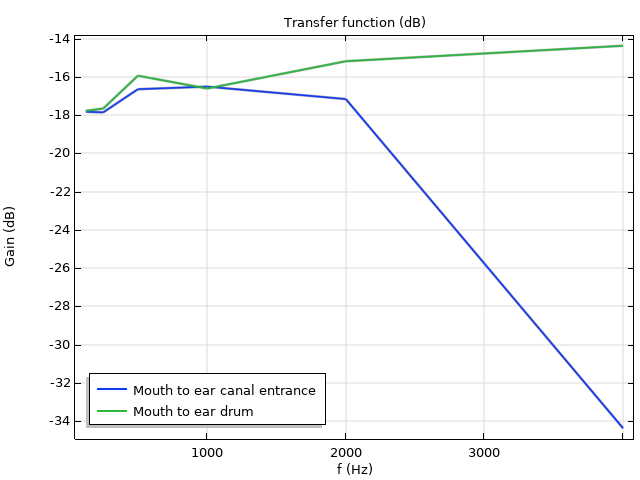 Transfer function (dB)
Gain (dB)
-14
-16
-18
-20
-22
-24
-26
-28
-30
-32
-34
Mouth to ear canal entrance
Mouth to ear drum
1000 2000 3000
f (Hz)